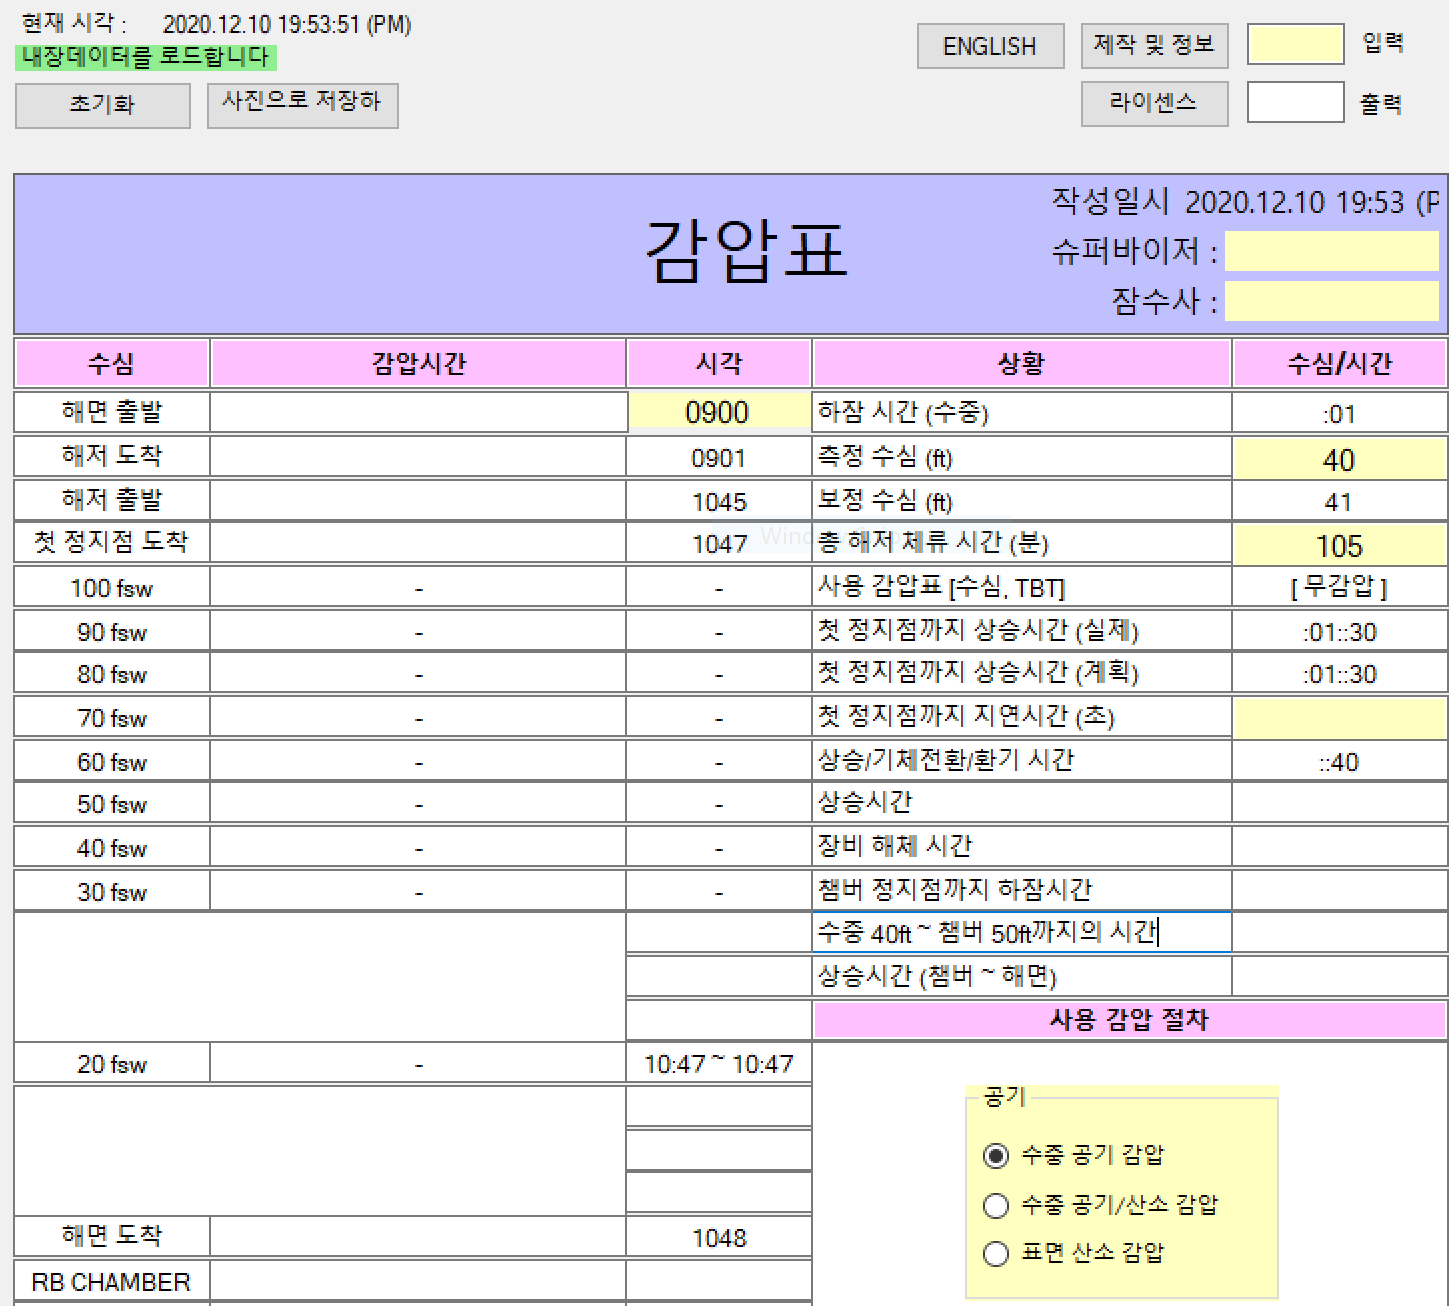 현재 시각 : 2020.12.10 19:53:51 (PM)
내장데이터를 로드합니다
초기화 사진으로 저장하
ENGLISH 제작 및 정보 입력
라이센스 출력
감압표
작성일시 2020.12.10 19:53 (P
슈퍼바이저 :
잠수사 :
수심 감압시간 시각 상황 수심/시간
해면 출발 0900 하잠 시간 (수중) :01
해저 도착 0901 측정 수심 (ft) 40
해저 출발 1045 보정 수심 (ft) 41
첫 정지점 도착 1047 총 해저 체류 시간 (분) 105
100 fsw - - 사용 감압표 [수심, TBT] [ 무감압 ]
90 fsw - - 첫 정지점까지 상승시간 (실제) :01::30
80 fsw - - 첫 정지점까지 상승시간 (계획) :01::30
70 fsw - - 첫 정지점까지 지연시간 (초)
60 fsw - - 상승/기체전환/환기 시간 ::40
50 fsw - - 상승시간
40 fsw - - 장비 해체 시간
30 fsw - - 챔버 정지점까지 하잠시간
수중 40ft ~ 챔버 50ft까지의 시간
상승시간 (챔버 ~ 해면)
사용 감압 절차
20 fsw - 10:47 ~ 10:47
공기
수중 공기 감압
수중 공기/산소 감압
표면 산소 감압
해면 도착 1048
RB CHAMBER